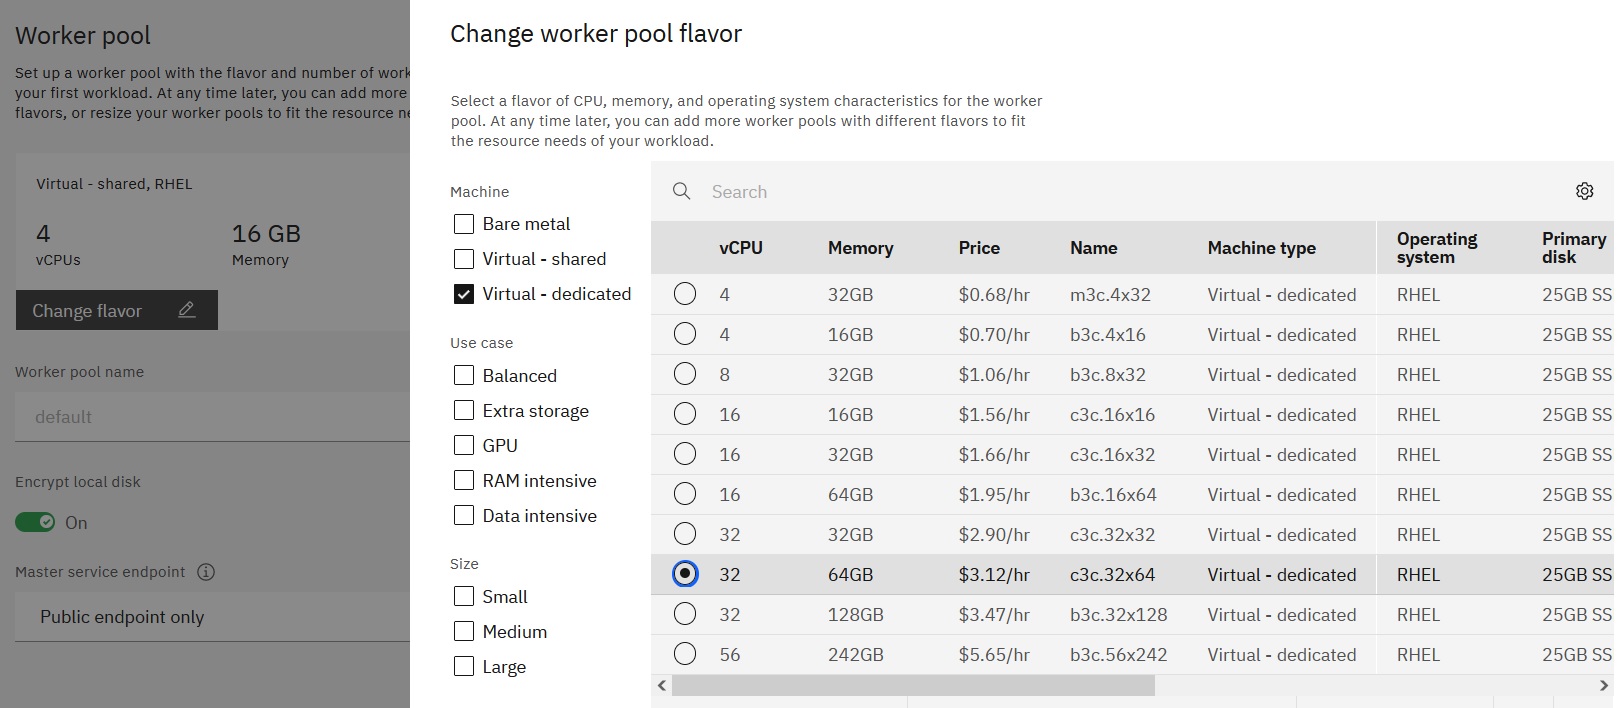 Worker pool
Set up a worker pool with the flavor and number of work
your first workload. At any time later, you can add more
flavors, or resize your worker pools to fit the resource ne
Virtual - shared, RHEL
4
vCPUs
16 GB
Memory
Change flavor
Worker pool name
default
Encrypt local disk
On
Master service endpoint
Public endpoint only
Change worker pool flavor
Select a flavor of CPU, memory, and operating system characteristics for the worker
pool. At any time later, you can add more worker pools with different flavors to fit
the resource needs of your workload.
Machine
Bare metal
Virtual - shared
Virtual - dedicated
Use case
Balanced
Extra storage
GPU
RAM intensive
Data intensive
Size
Small
Medium
Large
Search
vCPU Memory Price Name Machine type Operating system Primary disk
4 32GB $0.68/hr m3c.4x32 Virtual - dedicated RHEL 25GB SS
4 16GB $0.70/hr b3c.4x16 Virtual - dedicated RHEL 25GB SS
8 32GB $1.06/hr b3c.8x32 Virtual - dedicated RHEL 25GB SS
16 16GB $1.56/hr c3c.16x16 Virtual - dedicated RHEL 25GB SS
16 32GB $1.66/hr c3c.16x32 Virtual - dedicated RHEL 25GB SS
16 64GB $1.95/hr b3c.16x64 Virtual - dedicated RHEL 25GB SS
32 32GB $2.90/hr c3c.32x32 Virtual - dedicated RHEL 25GB SS
32 64GB $3.12/hr c3c.32x64 Virtual - dedicated RHEL 25GB SS
32 128GB $3.47/hr b3c.32x128 Virtual - dedicated RHEL 25GB SS
56 242GB $5.65/hr b3c.56x242 Virtual - dedicated RHEL 25GB SS